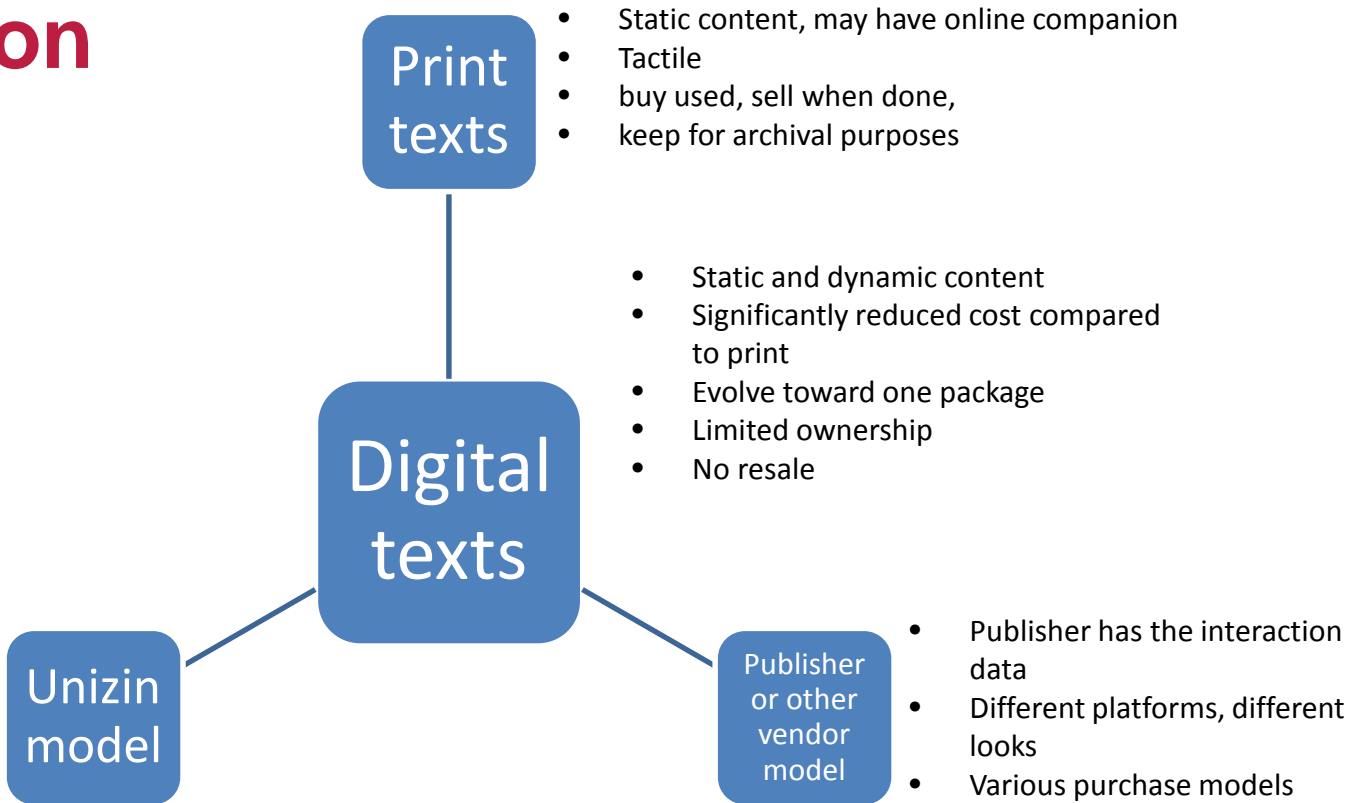 on
Print
texts
• Static content, may have online companion
• Tactile
• buy used, sell when done,
• keep for archival purposes
• Static and dynamic content
• Significantly reduced cost compared
to print
• Evolve toward one package
• Limited ownership
• No resale
Digital
texts
Unizin
model
Publisher
or other
vendor
model
• Publisher has the interaction
data
• Different platforms, different
looks
• Various purchase models